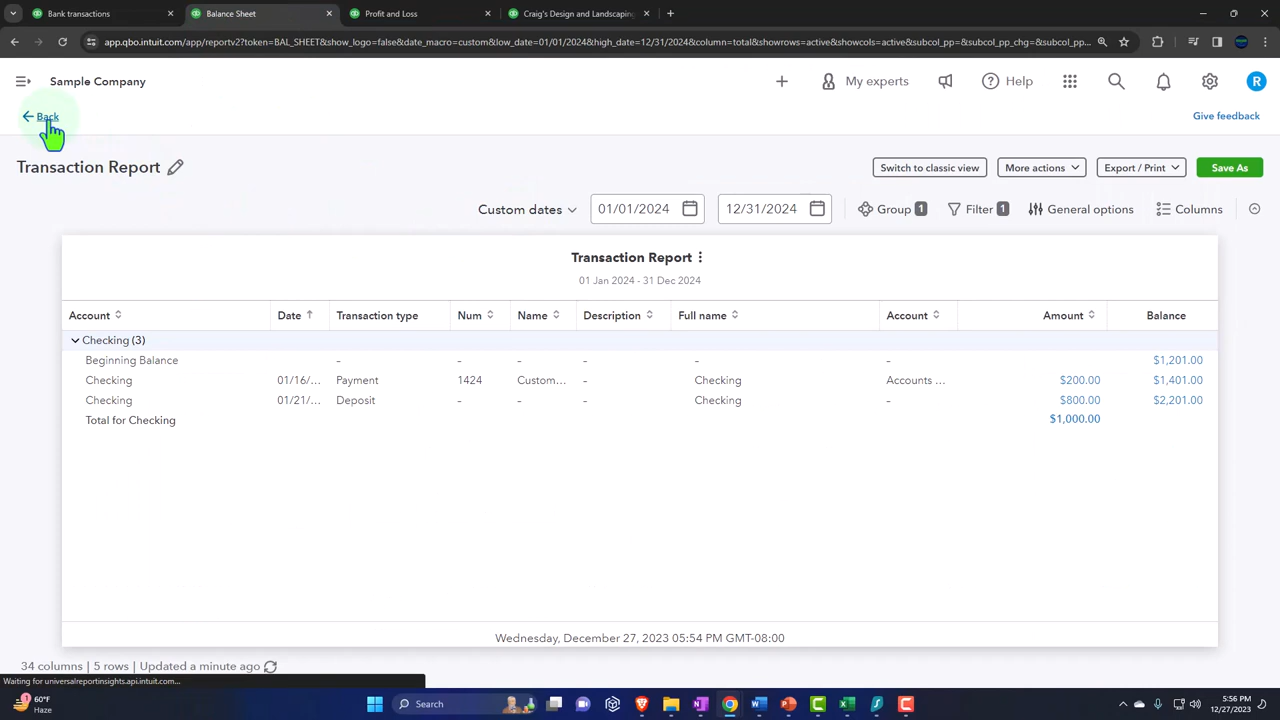 Bank transactions
Balance Sheet
Profit and Loss
Craig's Design and Landscaping
app.qbo.intuit.com/app/reportv2?token=BAL_SHEET&show_logo=false&date_macro=custom&low_date=01/01/2024&high_date=12/31/2024&column=total&showrows=active&showcols=active&subcol_pp=&subcol_pp_chg=&subcol_pp_...
Sample Company
My experts
Help
R
Back
Give feedback
Transaction Report
Switch to classic view
More actions
Export / Print
Save As
Custom dates
01/01/2024
12/31/2024
Group 1
Filter 1
General options
Columns
Transaction Report
01 Jan 2024 - 31 Dec 2024
Account Date Transaction type Num Name Description Full name Account Amount Balance
Checking (3)
Beginning Balance – – – – – – $1,201.00
Checking 01/16/... Payment 1424 Custom... – Checking Accounts ... $200.00 $1,401.00
Checking 01/21/... Deposit – – – Checking – $800.00 $2,201.00
Total for Checking $1,000.00
Wednesday, December 27, 2023 05:54 PM GMT-08:00
34 columns | 5 rows | Updated a minute ago
Waiting for universalreportinsights.api.intuit.com...
60°F
Haze
Search
5:56 PM
12/27/2023